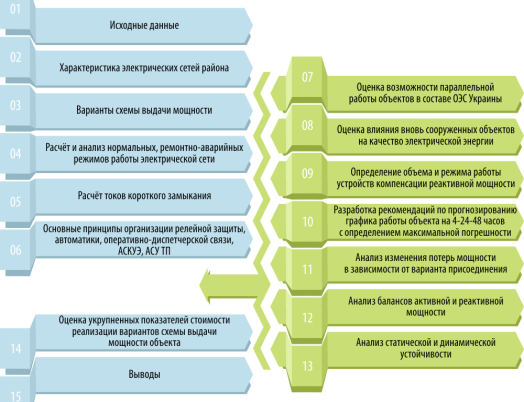 01
Исходные данные
02
Характеристика электрических сетей района
03
Варианты схемы выдачи мощности
04
Расчёт и анализ нормальных, ремонтно-аварийных
режимов работы электрической сети
05
Расчёт токов короткого замыкания
06
Основные принципы организации релейной защиты,
автоматики, оперативно-диспетчерской связи,
АСКУЭ, АСУ ТП
07
Оценка возможности параллельной
работы объектов в составе ОЭС Украины
08
Оценка влияния вновь сооруженных объектов
на качество электрической энергии
09
Определение объема и режима работы
устройств компенсации реактивной мощности
10
Разработка рекомендаций по прогнозированию
графика работы объекта на 4-24-48 часов
с определением максимальной погрешности
11
Анализ изменения потерь мощности
в зависимости от варианта присоединения
12
Анализ балансов активной и реактивной
мощности
13
Анализ статической и динамической
устойчивости
14
Оценка укрупненных показателей стоимости
реализации вариантов схемы выдачи
мощности объекта
15
Выводы